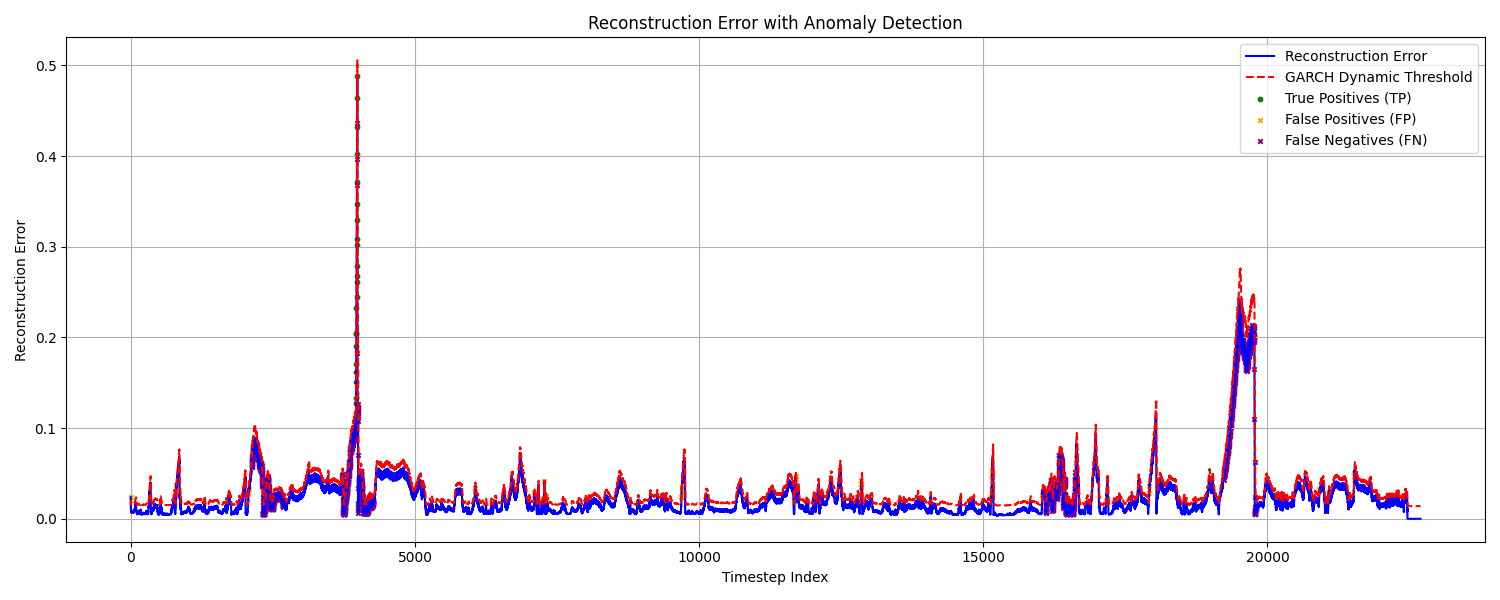 Reconstruction Error with Anomaly Detection
Reconstruction Error
GARCH Dynamic Threshold
True Positives (TP)
False Positives (FP)
False Negatives (FN)
Reconstruction Error
0.5
0.4
0.3
0.2
0.1
0.0
0
5000
10000
15000
20000
Timestep Index